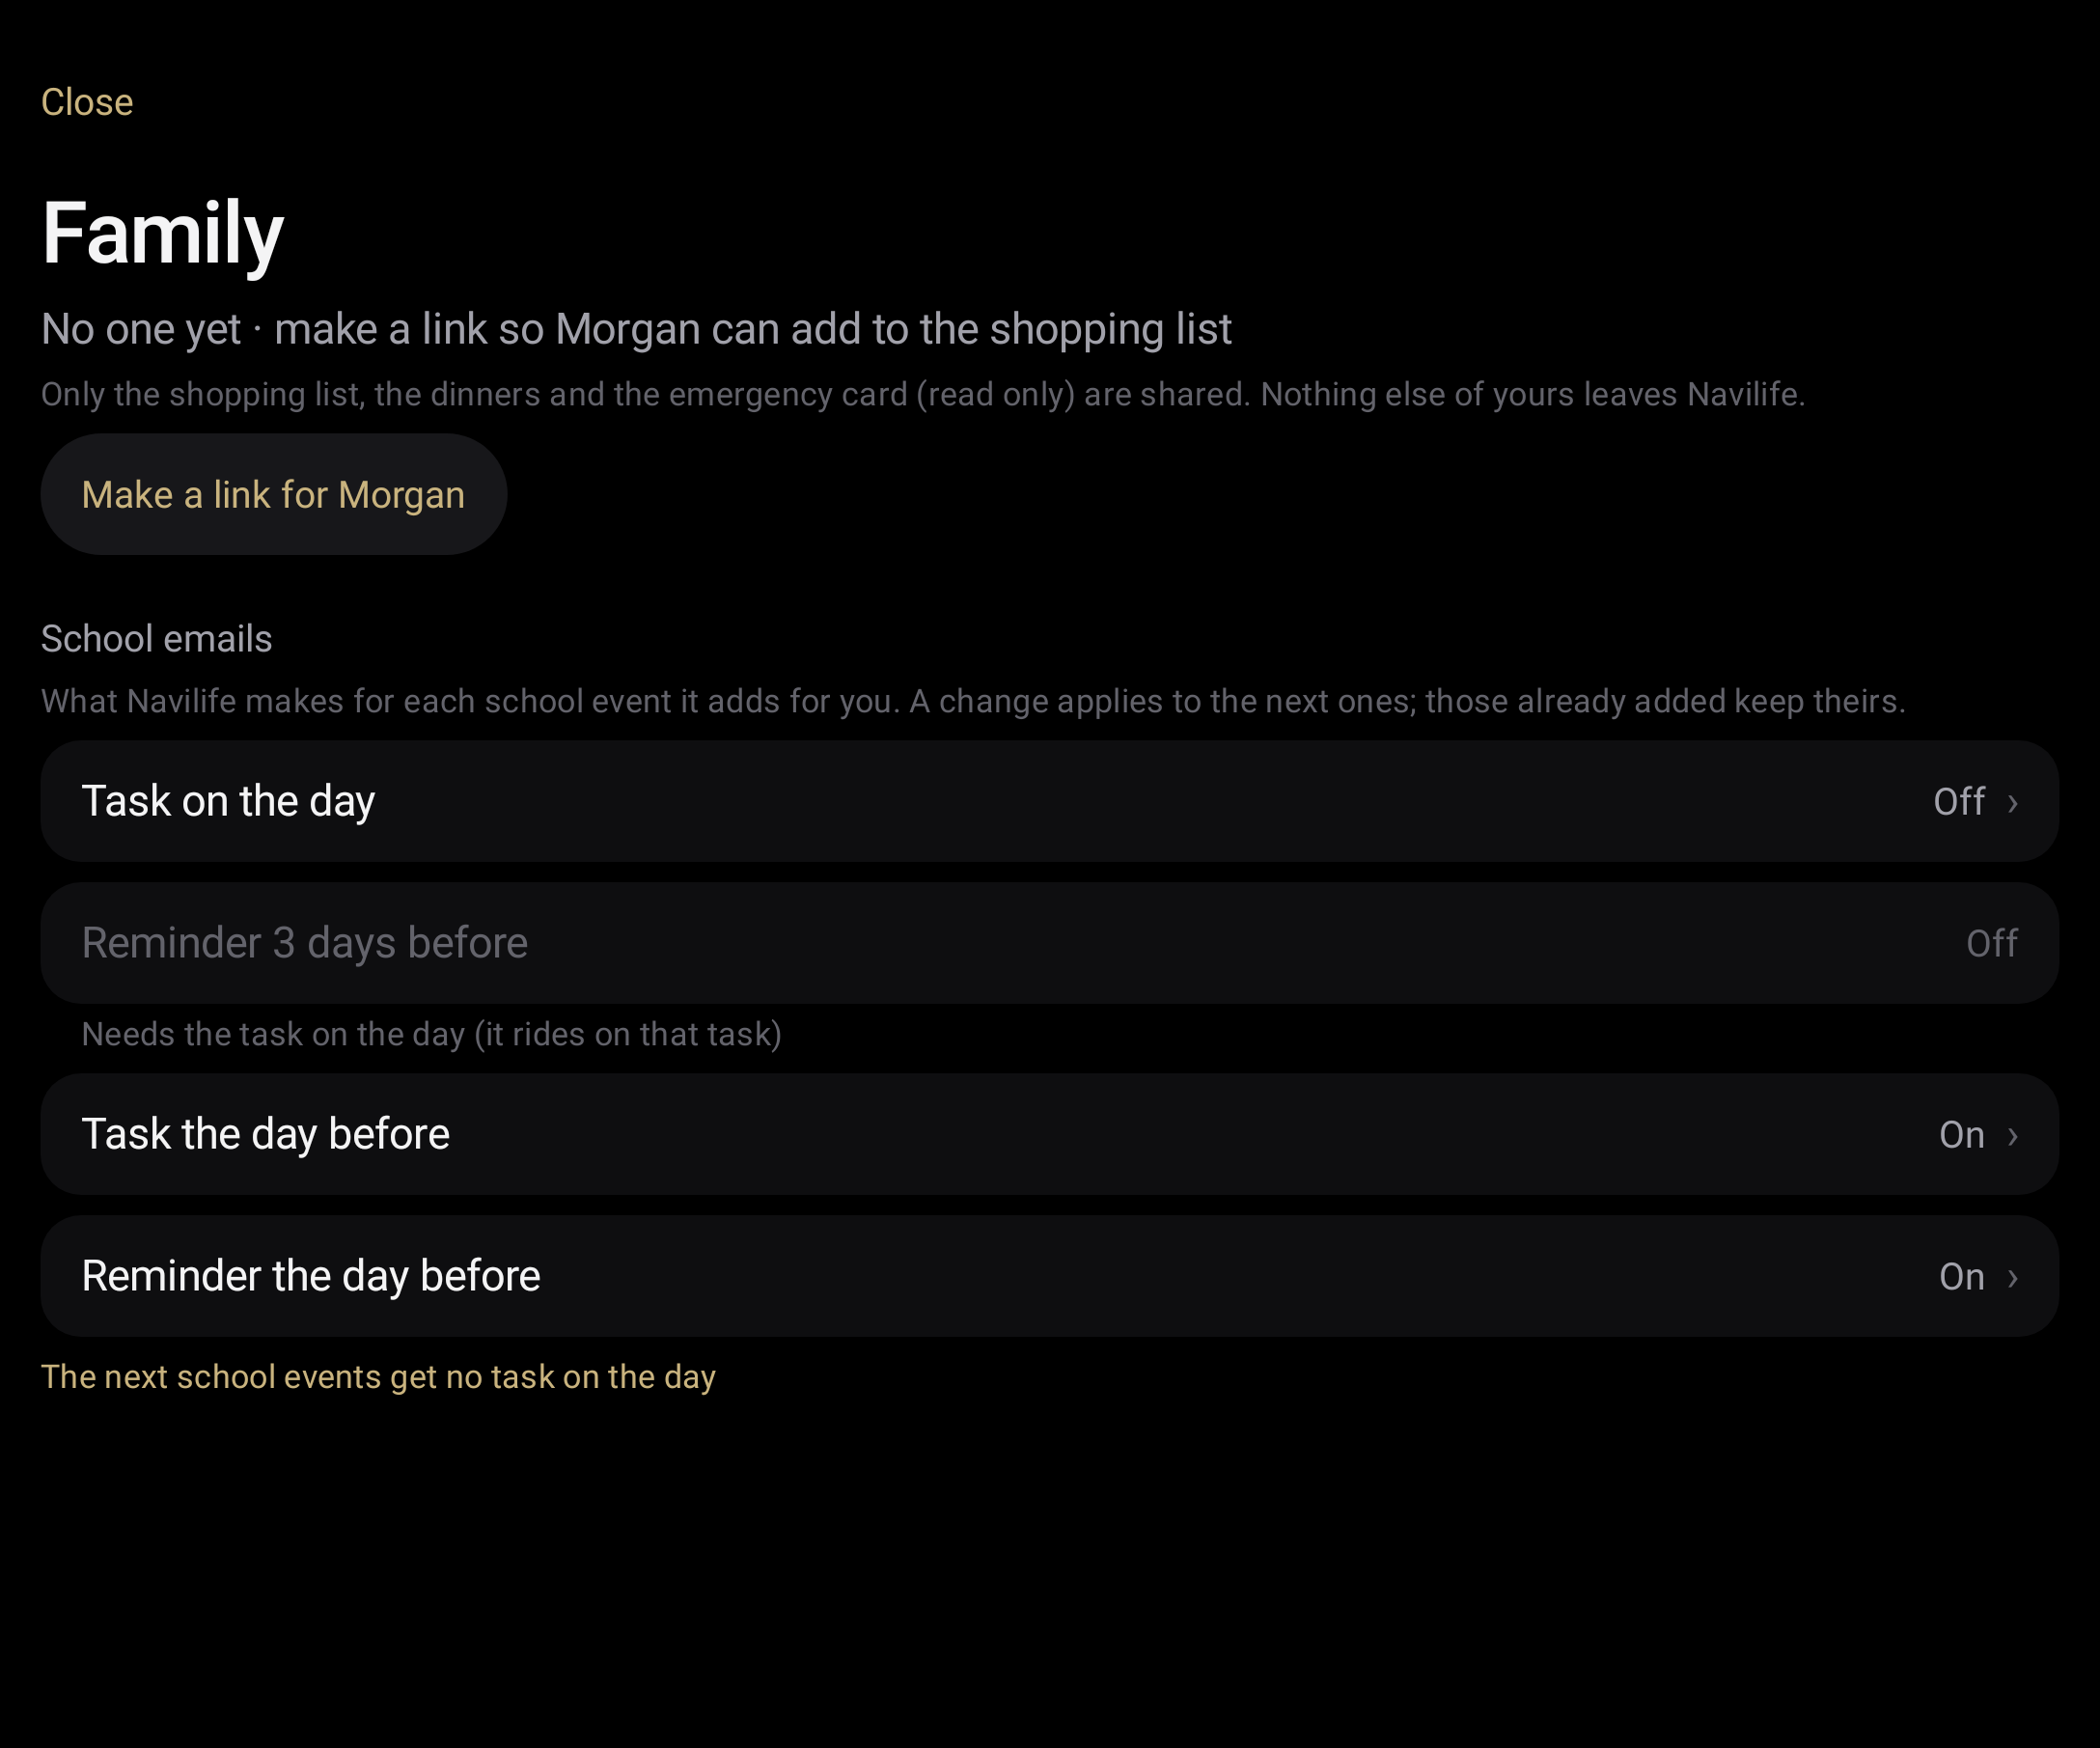 Close
Family
No one yet · make a link so Morgan can add to the shopping list
Only the shopping list, the dinners and the emergency card (read only) are shared. Nothing else of yours leaves Navilife.
Make a link for Morgan
School emails
What Navilife makes for each school event it adds for you. A change applies to the next ones; those already added keep theirs.
Task on the day Off ›
Reminder 3 days before Off
Needs the task on the day (it rides on that task)
Task the day before On ›
Reminder the day before On ›
The next school events get no task on the day